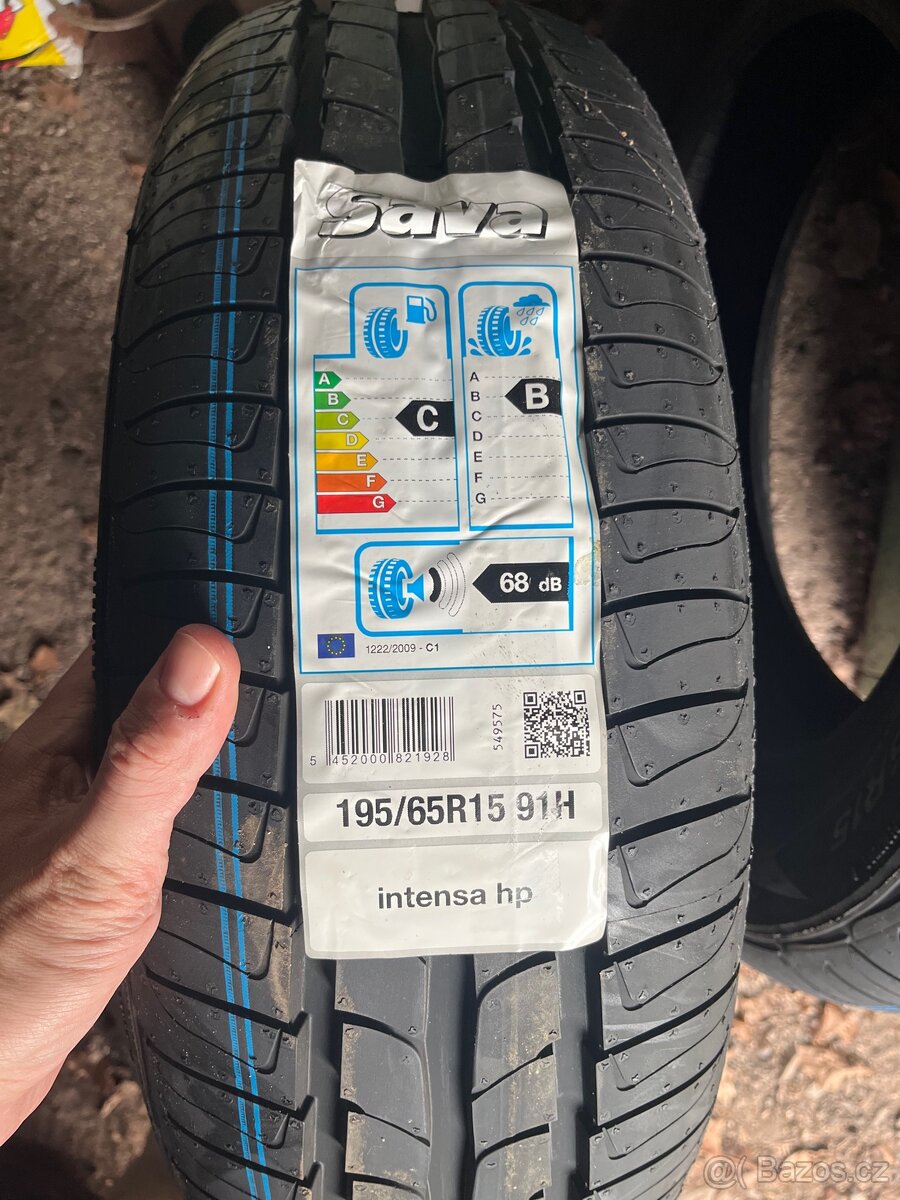 Sava
A
B
C
D
E
F
G
C
A
B
C
D
E
F
G
B
68 dB
1222/2009 - C1
5 452000 821928
549575
195/65R15 91H
intensa hp
@( Bazos.cz